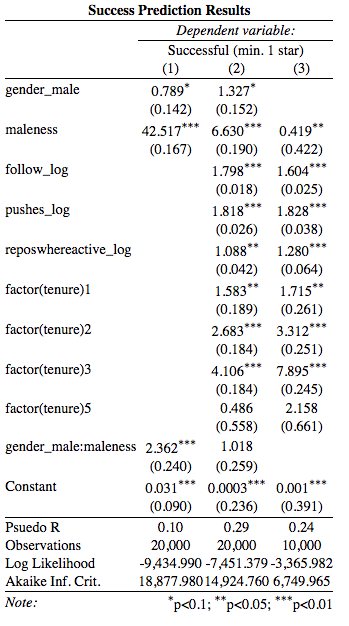 Success Prediction Results
Dependent variable:
Successful (min. 1 star)
(1) (2) (3)
gender_male 0.789* 1.327*
(0.142) (0.152)
maleness 42.517*** 6.630*** 0.419**
(0.167) (0.190) (0.422)
follow_log 1.798*** 1.604***
(0.018) (0.025)
pushes_log 1.818*** 1.828***
(0.026) (0.038)
reposwhereactive_log 1.088** 1.280***
(0.042) (0.064)
factor(tenure)1 1.583** 1.715**
(0.189) (0.261)
factor(tenure)2 2.683*** 3.312***
(0.184) (0.251)
factor(tenure)3 4.106*** 7.895***
(0.184) (0.245)
factor(tenure)5 0.486 2.158
(0.558) (0.661)
gender_male:maleness 2.362*** 1.018
(0.240) (0.259)
Constant 0.031*** 0.0003*** 0.001***
(0.090) (0.236) (0.391)
Psuedo R 0.10 0.29 0.24
Observations 20,000 20,000 10,000
Log Likelihood -9,434.990 -7,451.379 -3,365.982
Akaike Inf. Crit. 18,877.980 14,924.760 6,749.965
Note: *p<0.1; **p<0.05; ***p<0.01